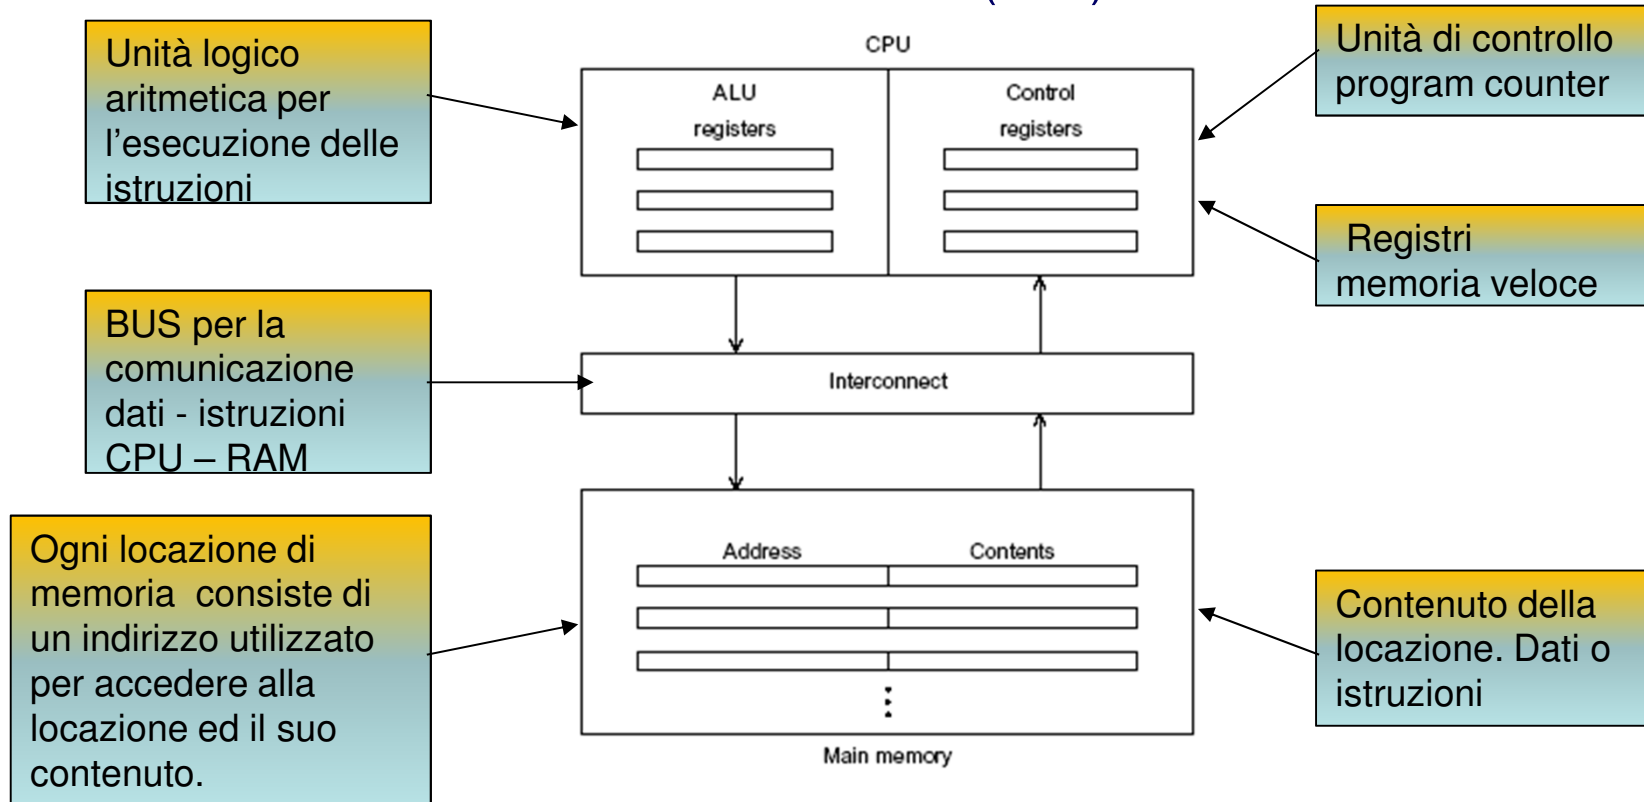 CPU
Unità logico
aritmetica per
l'esecuzione delle
istruzioni
ALU
registers
Control
registers
Unità di controllo
program counter
Registri
memoria veloce
BUS per la
comunicazione
dati - istruzioni
CPU – RAM
Interconnect
Ogni locazione di
memoria consiste di
un indirizzo utilizzato
per accedere alla
locazione ed il suo
contenuto.
Address Contents
Main memory
Contenuto della
locazione. Dati o
istruzioni